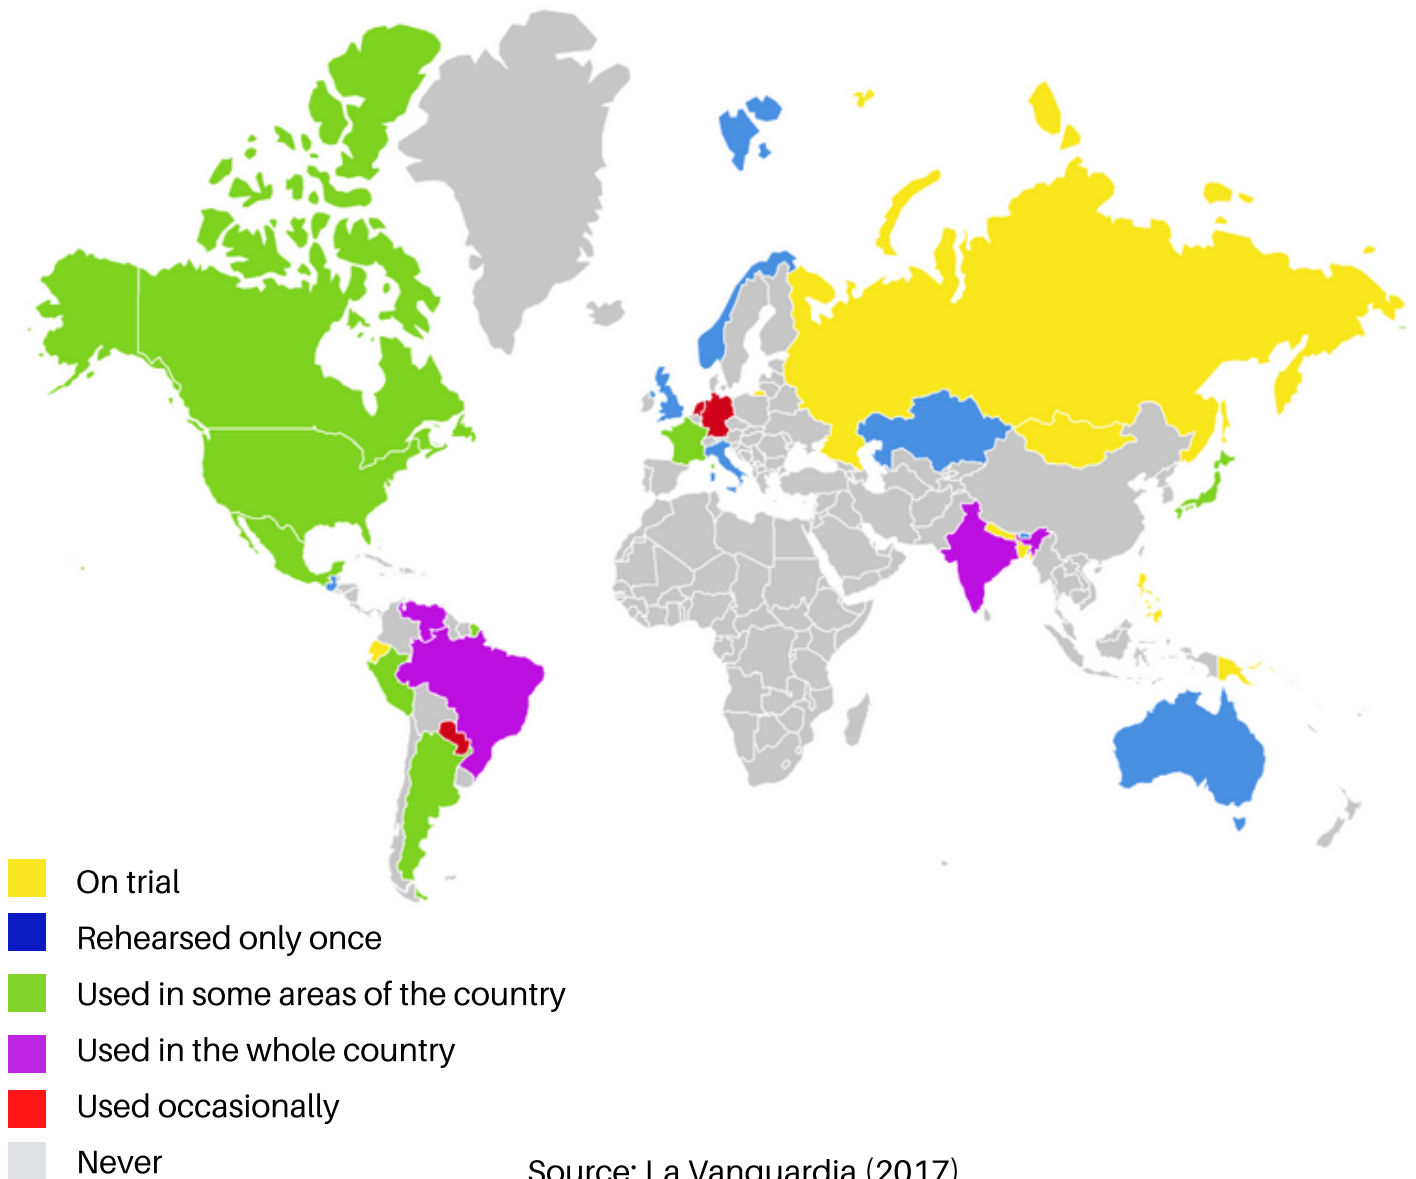 On trial
Rehearsed only once
Used in some areas of the country
Used in the whole country
Used occasionally
Never
Source: La Vanguardia (2017)